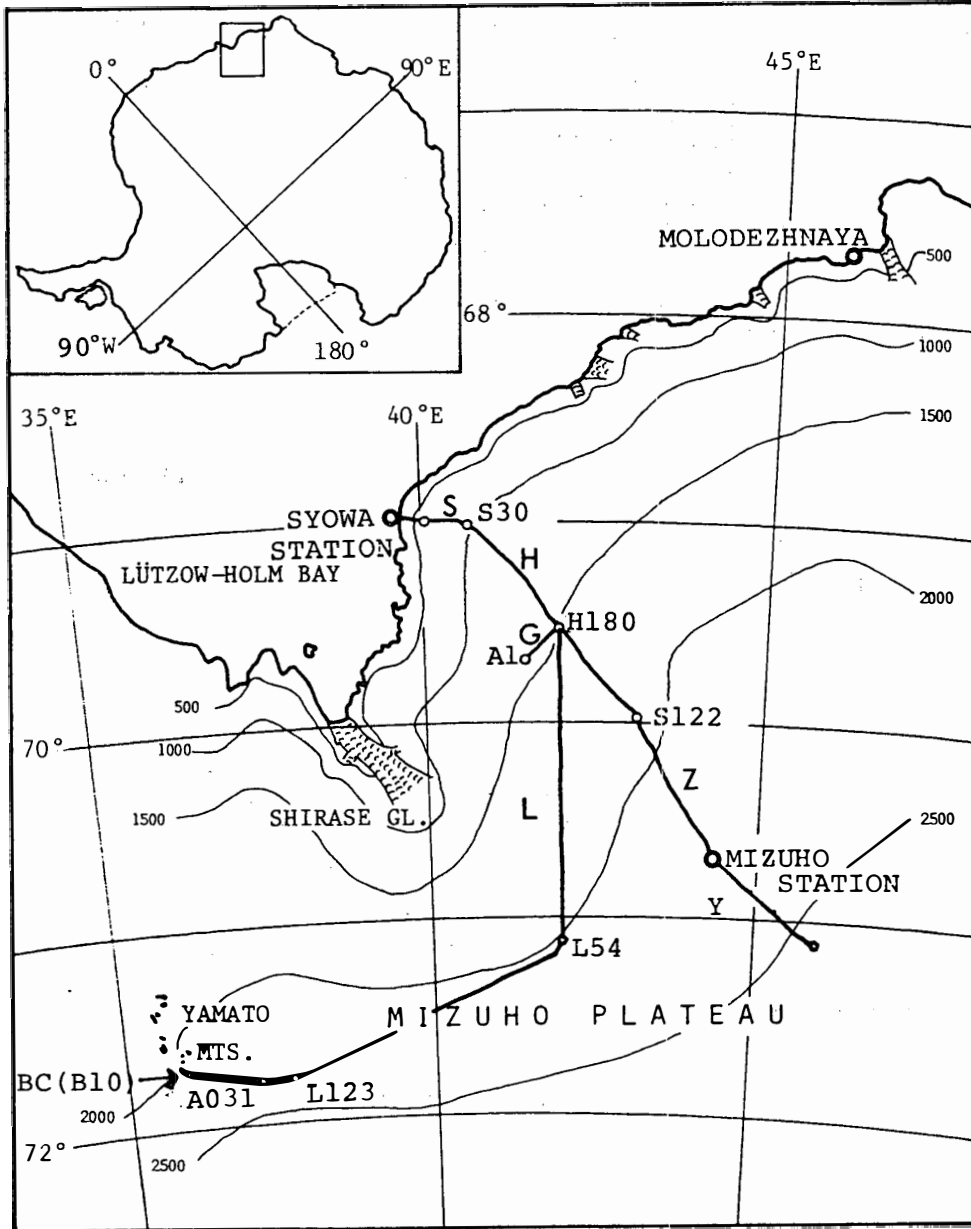 0°
90°E
90°W
180°
45°E
MOLODEZHNAYA
500
68°
1000
35°E
40°E
1500
S
S30
SYOWA
STATION
H
LÜTZOW-HOLM BAY
2000
H180
G
A1
S122
500
70°
1000
Z
L
1500
SHIRASE GL.
2500
MIZUHO
STATION
Y
L54
YAMATO
MTS.
MIZUHO PLATEAU
BC(B10)
A031
L123
2000
72°
2500